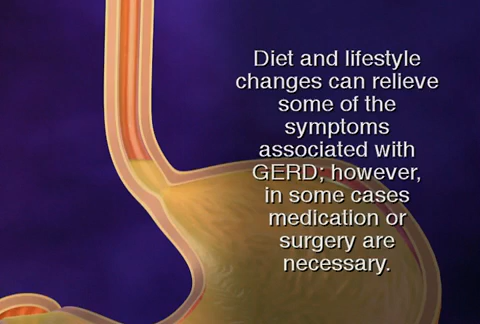 Diet and lifestyle
changes can relieve
some of the
symptoms
associated with
GERD; however,
in some cases
medication or
surgery are
necessary.